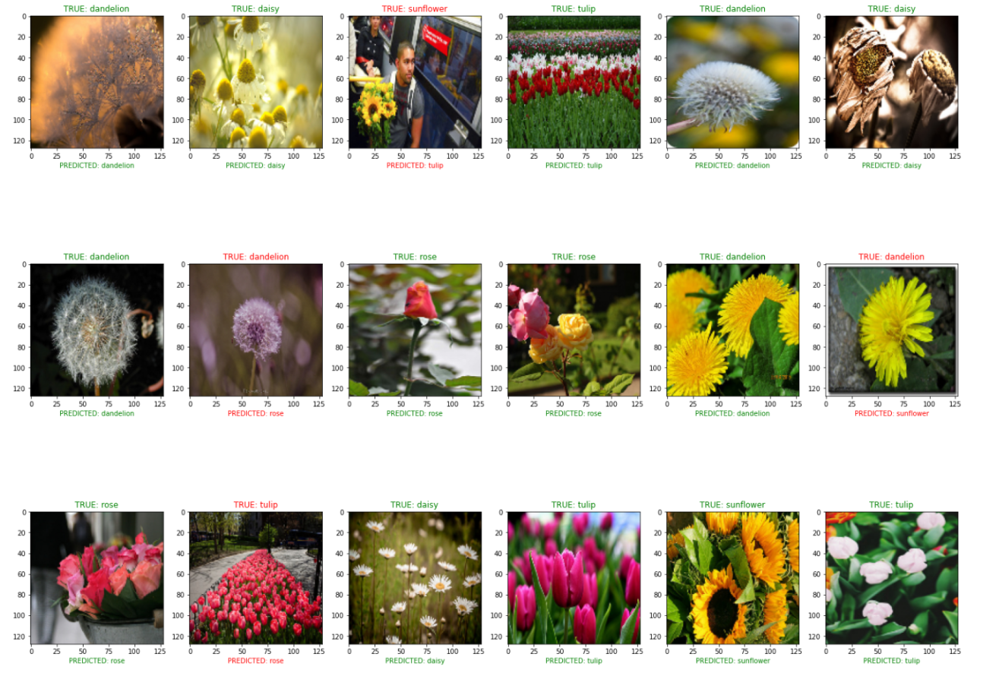 TRUE: dandelion TRUE: daisy TRUE: sunflower TRUE: tulip TRUE: dandelion TRUE: daisy
0 0 0 0 0 0
20 20 20 20 20 20
40 40 40 40 40 40
60 60 60 60 60 60
80 80 80 80 80 80
100 100 100 100 100 100
120 120 120 120 120 120
0 25 50 75 100 125 0 25 50 75 100 125 0 25 50 75 100 125 0 25 50 75 100 125 0 25 50 75 100 125 0 25 50 75 100 125
PREDICTED: dandelion PREDICTED: daisy PREDICTED: tulip PREDICTED: tulip PREDICTED: dandelion PREDICTED: daisy
TRUE: dandelion TRUE: dandelion TRUE: rose TRUE: rose TRUE: dandelion TRUE: dandelion
0 0 0 0 0 0
20 20 20 20 20 20
40 40 40 40 40 40
60 60 60 60 60 60
80 80 80 80 80 80
100 100 100 100 100 100
120 120 120 120 120 120
0 25 50 75 100 125 0 25 50 75 100 125 0 25 50 75 100 125 0 25 50 75 100 125 0 25 50 75 100 125 0 25 50 75 100 125
PREDICTED: dandelion PREDICTED: rose PREDICTED: rose PREDICTED: rose PREDICTED: dandelion PREDICTED: sunflower
TRUE: rose TRUE: tulip TRUE: daisy TRUE: tulip TRUE: sunflower TRUE: tulip
0 0 0 0 0 0
20 20 20 20 20 20
40 40 40 40 40 40
60 60 60 60 60 60
80 80 80 80 80 80
100 100 100 100 100 100
120 120 120 120 120 120
0 25 50 75 100 125 0 25 50 75 100 125 0 25 50 75 100 125 0 25 50 75 100 125 0 25 50 75 100 125 0 25 50 75 100 125
PREDICTED: rose PREDICTED: rose PREDICTED: daisy PREDICTED: tulip PREDICTED: sunflower PREDICTED: tulip